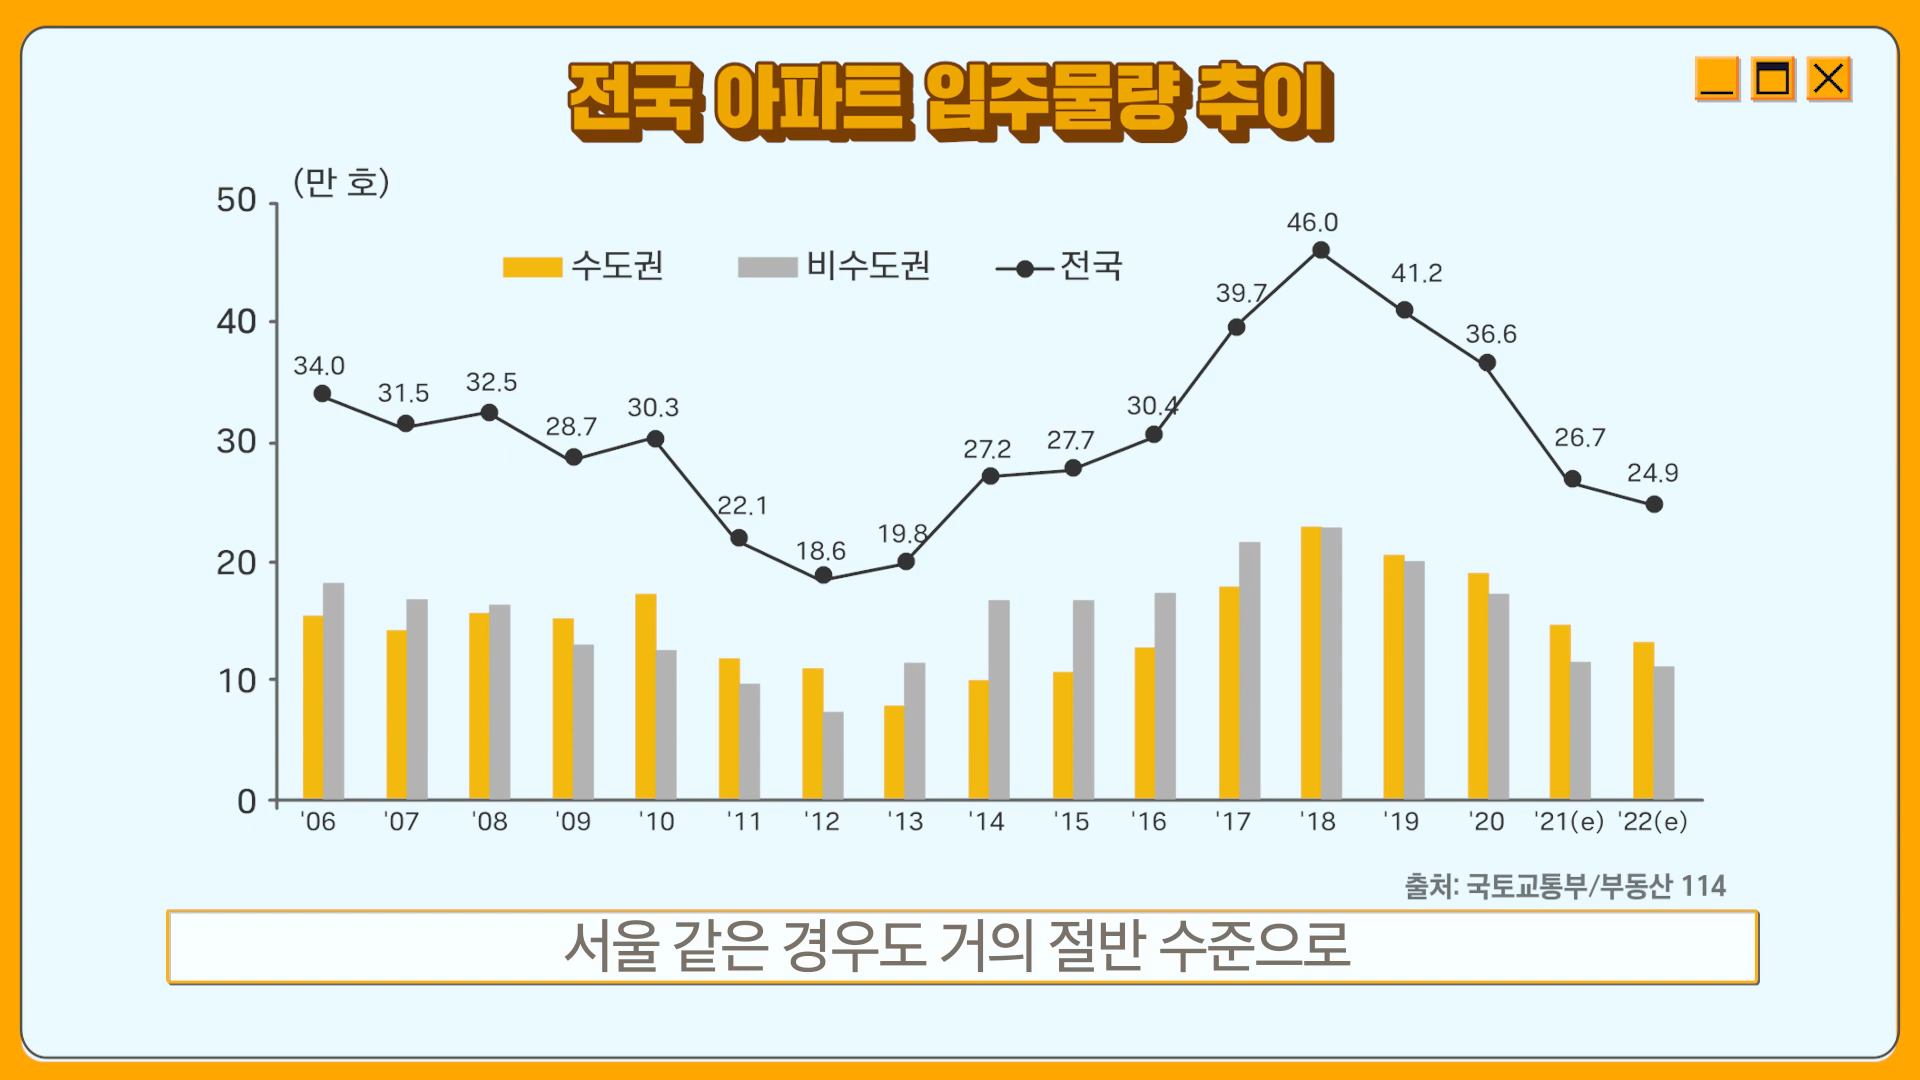 전국 아파트 입주물량 추이
(만 호)
50
40
30
20
10
0
수도권 비수도권 전국
34.0 31.5 32.5 28.7 30.3 22.1 18.6 19.8 27.2 27.7 30.4 39.7 46.0 41.2 36.6 26.7 24.9
'06 '07 '08 '09 '10 '11 '12 '13 '14 '15 '16 '17 '18 '19 '20 '21(e) '22(e)
출처: 국토교통부/부동산 114
서울 같은 경우도 거의 절반 수준으로